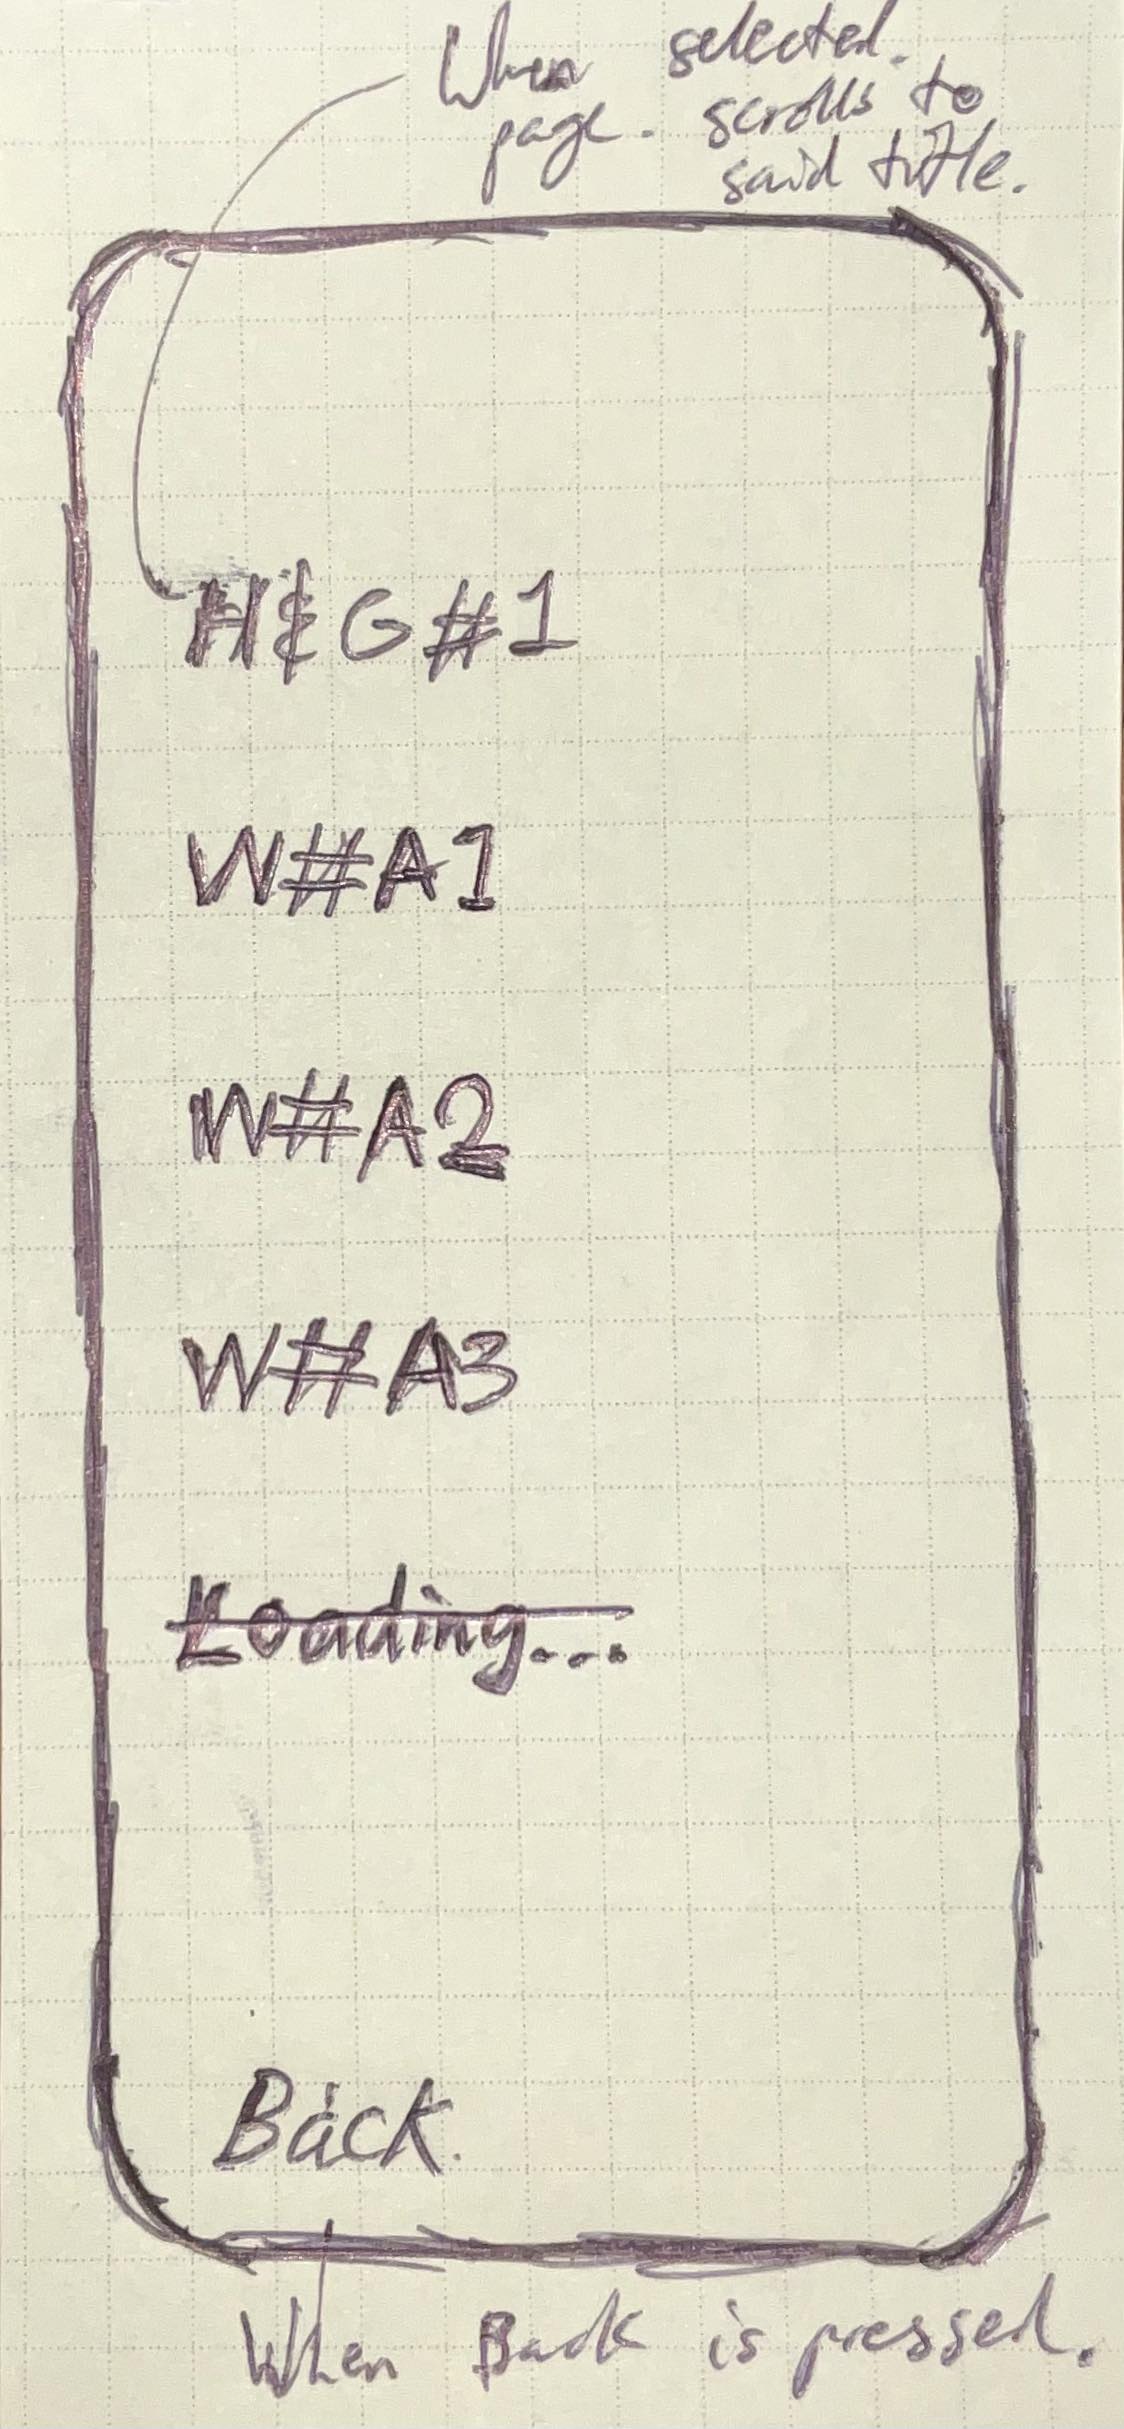 When selected.
page. scrolls to
said title.
H&G#1
W#A1
W#A2
W#A3
Loading...
Back.
When Back is pressed.